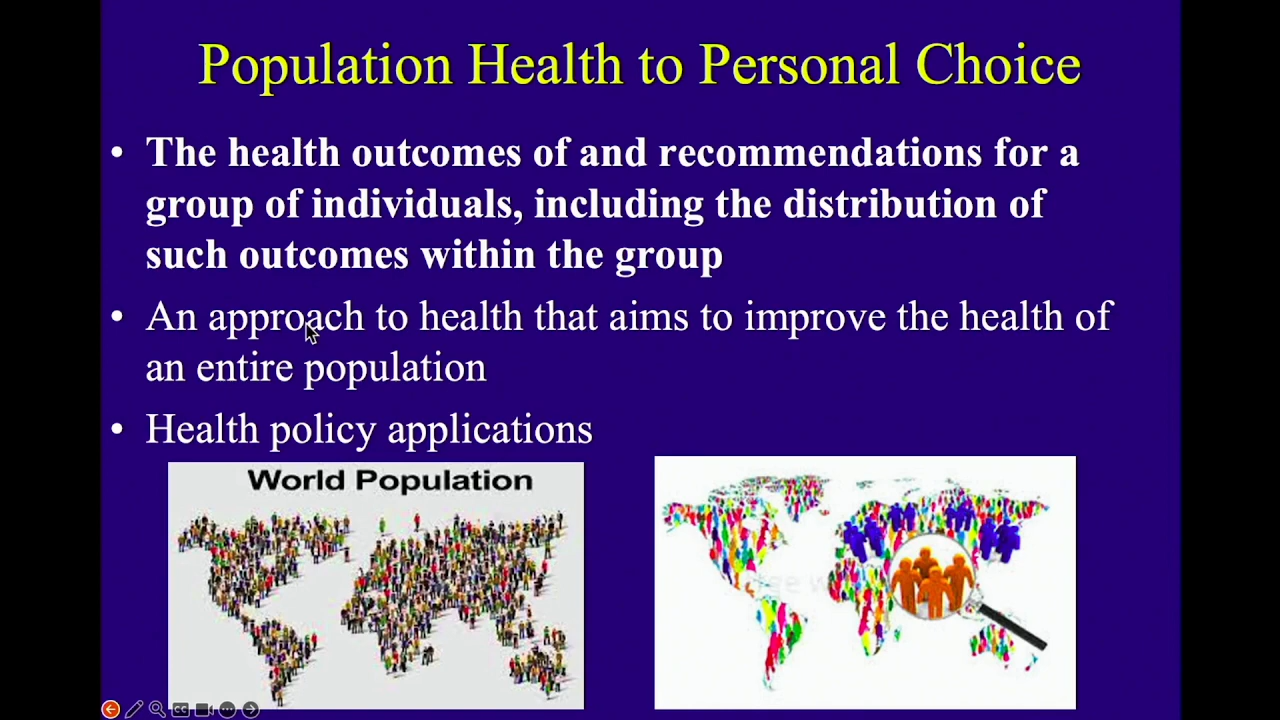 Population Health to Personal Choice
• The health outcomes of and recommendations for a
group of individuals, including the distribution of
such outcomes within the group
• An approach to health that aims to improve the health of
an entire population
• Health policy applications
World Population
CC